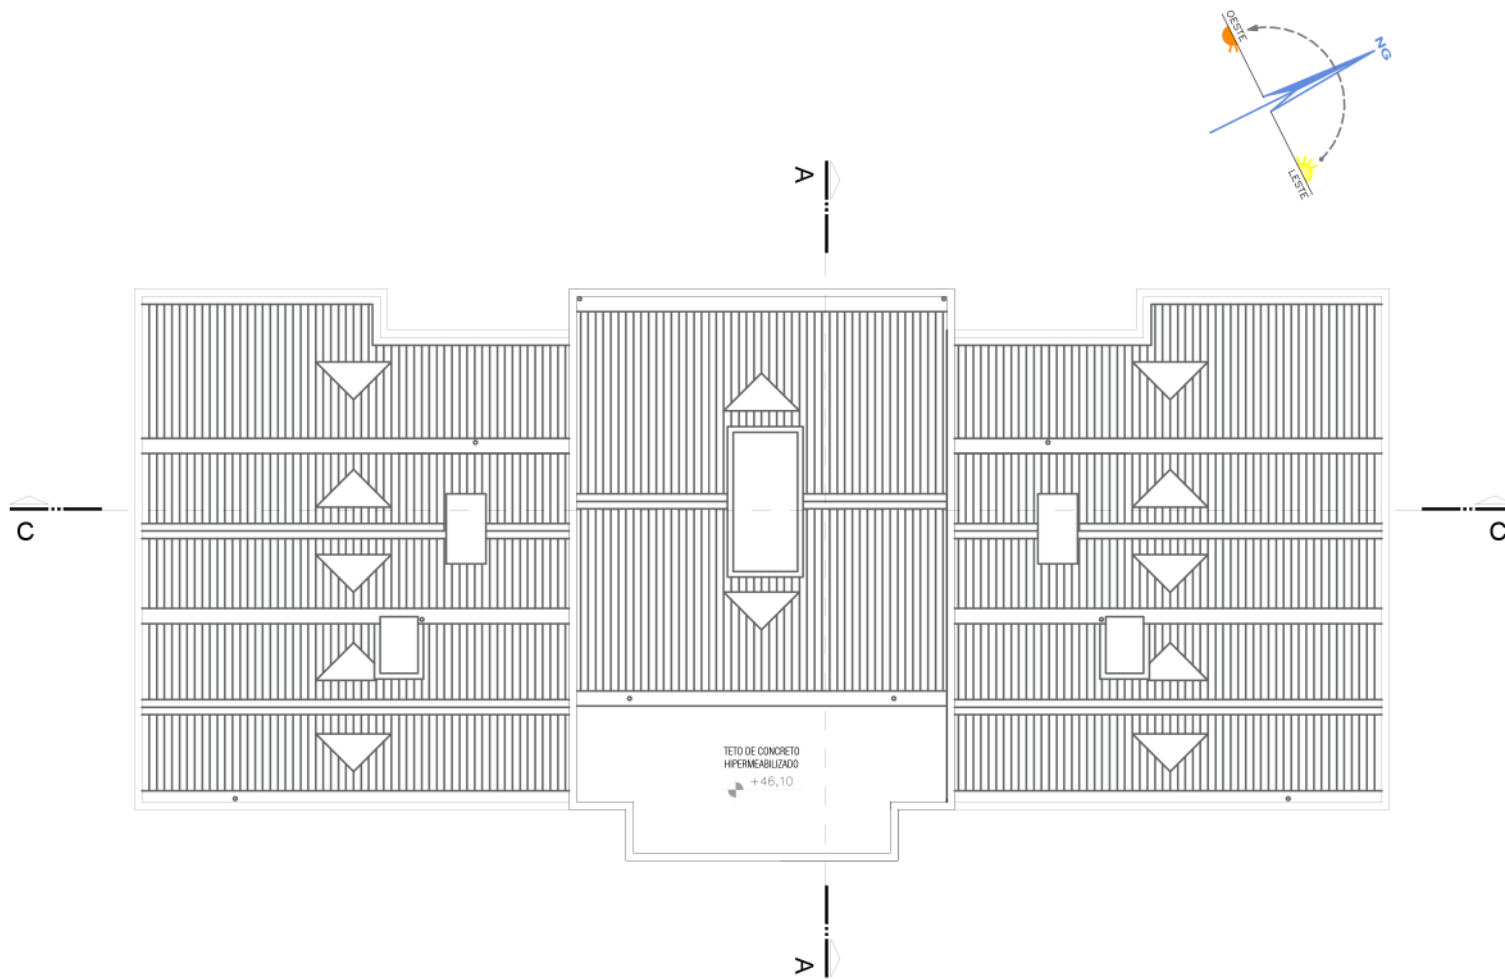 OESTE
NG
LESTE
A
C
C
TETO DE CONCRETO
HIPERMEABILIZADO
+46,10
A